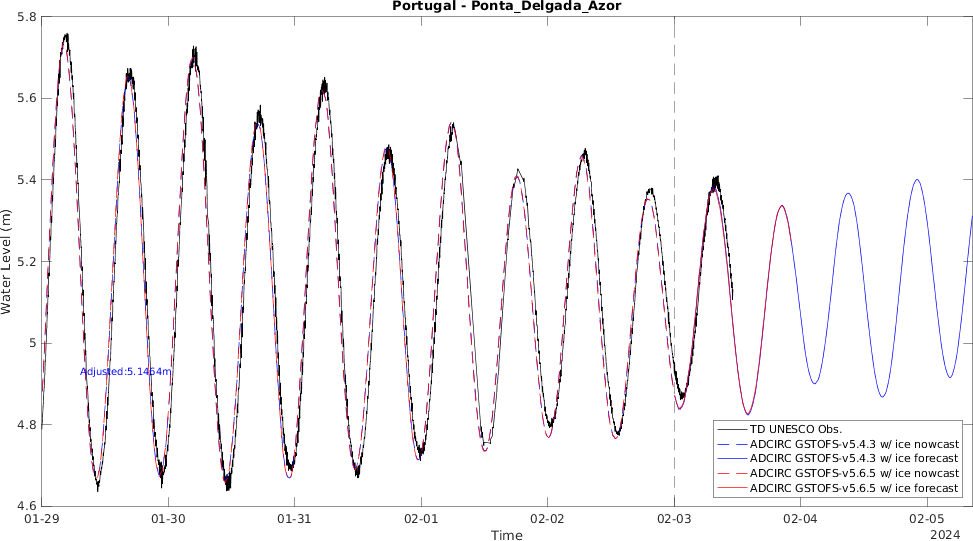 Portugal - Ponta_Delgada_Azor
5.8
5.6
5.4
5.2
5
4.8
4.6
Water Level (m)
Adjusted:5.1464m
TD UNESCO Obs.
ADCIRC GSTOFS-v5.4.3 w/ ice nowcast
ADCIRC GSTOFS-v5.4.3 w/ ice forecast
ADCIRC GSTOFS-v5.6.5 w/ ice nowcast
ADCIRC GSTOFS-v5.6.5 w/ ice forecast
01-29 01-30 01-31 02-01 02-02 02-03 02-04 02-05
Time
2024